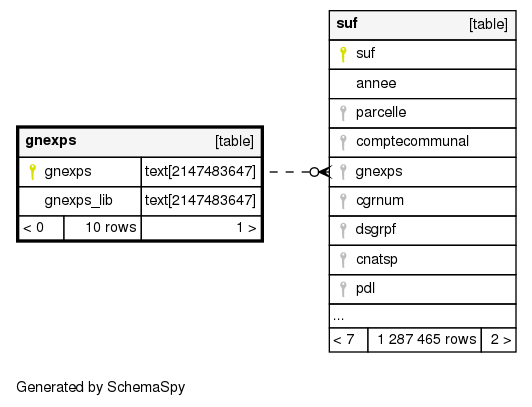 suf [table]
suf
annee
parcelle
comptecommunal
gnexps
cgrnum
dsgrpf
cnatsp
pdl
...
< 7 1 287 465 rows 2 >
gnexps [table]
gnexps text[2147483647]
gnexps_lib text[2147483647]
< 0 10 rows 1 >
Generated by SchemaSpy